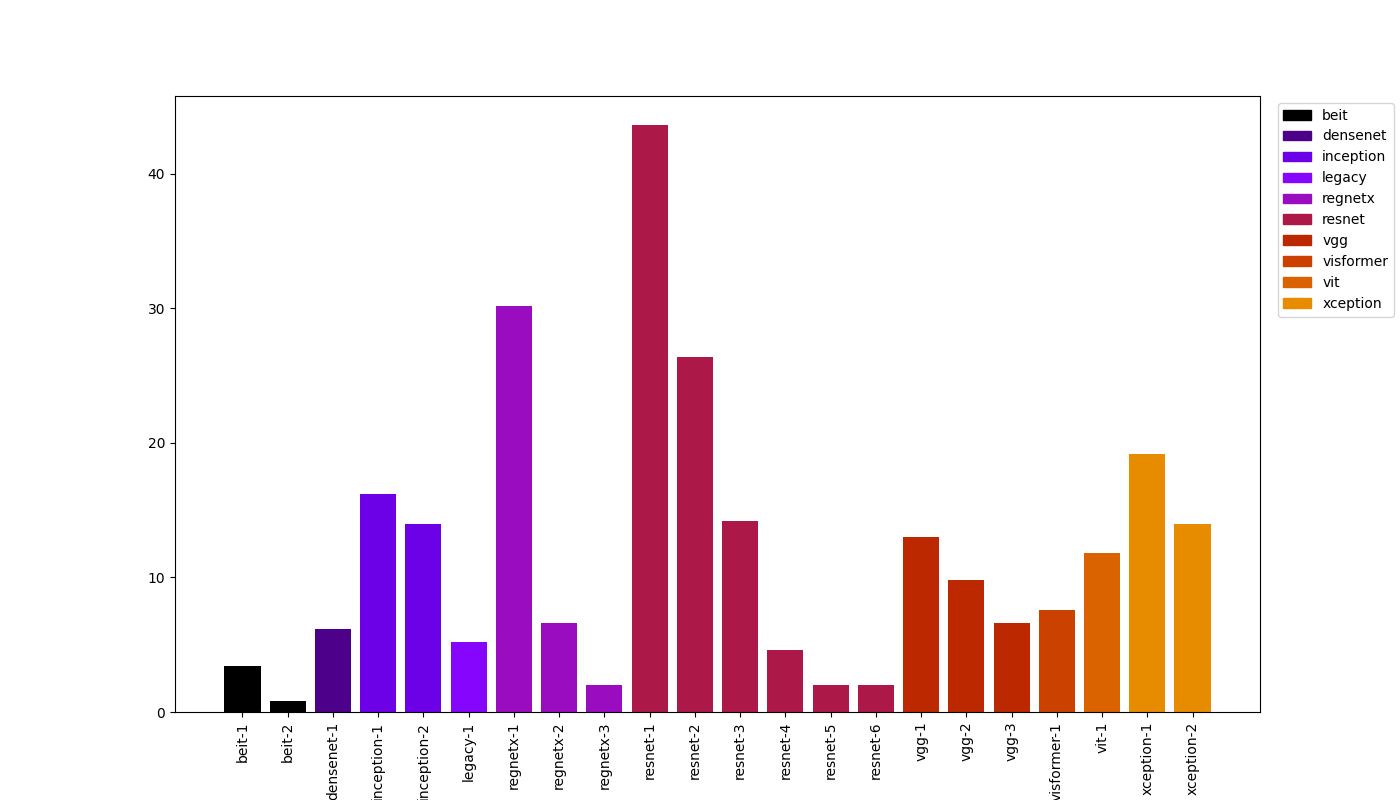 40
30
20
10
0
beit-1
beit-2
densenet-1
inception-1
inception-2
legacy-1
regnetx-1
regnetx-2
regnetx-3
resnet-1
resnet-2
resnet-3
resnet-4
resnet-5
resnet-6
vgg-1
vgg-2
vgg-3
visformer-1
vit-1
xception-1
xception-2
beit
densenet
inception
legacy
regnetx
resnet
vgg
visformer
vit
xception